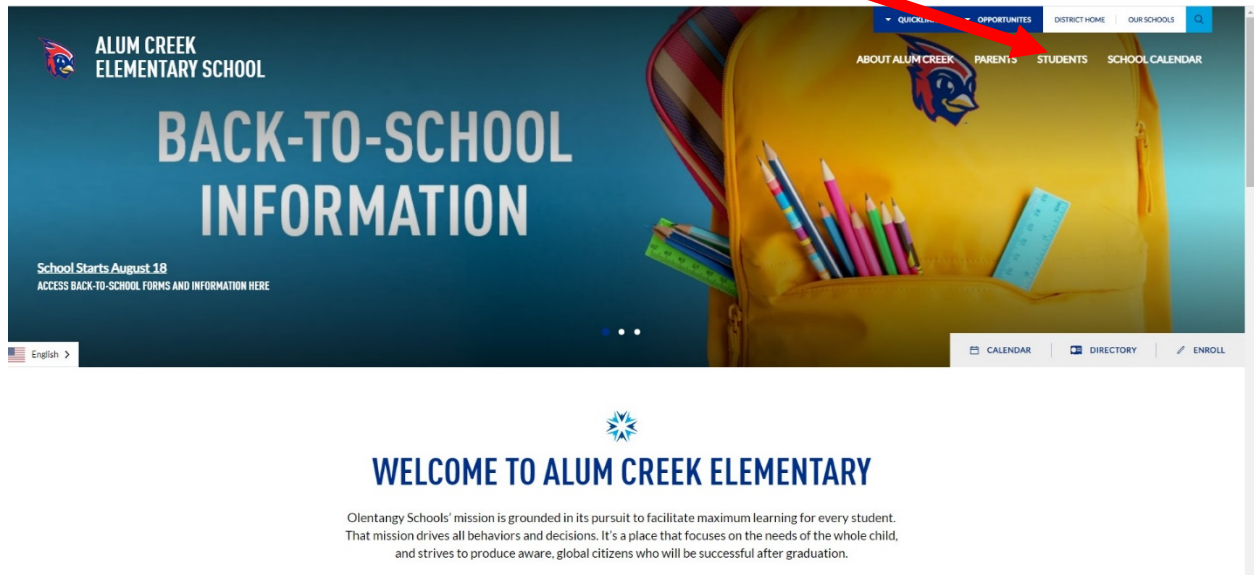 OPPORTUNITES
DISTRICT HOME
OUR SCHOOLS
ALUM CREEK
ELEMENTARY SCHOOL
ABOUT ALUM CREEK
PARENTS
STUDENTS
SCHOOL CALENDAR
BACK-TO-SCHOOL
INFORMATION
School Starts August 18
ACCESS BACK-TO-SCHOOL FORMS AND INFORMATION HERE
English >
CALENDAR
DIRECTORY
ENROLL
WELCOME TO ALUM CREEK ELEMENTARY
Olentangy Schools' mission is grounded in its pursuit to facilitate maximum learning for every student.
That mission drives all behaviors and decisions. It's a place that focuses on the needs of the whole child,
and strives to produce aware, global citizens who will be successful after graduation.